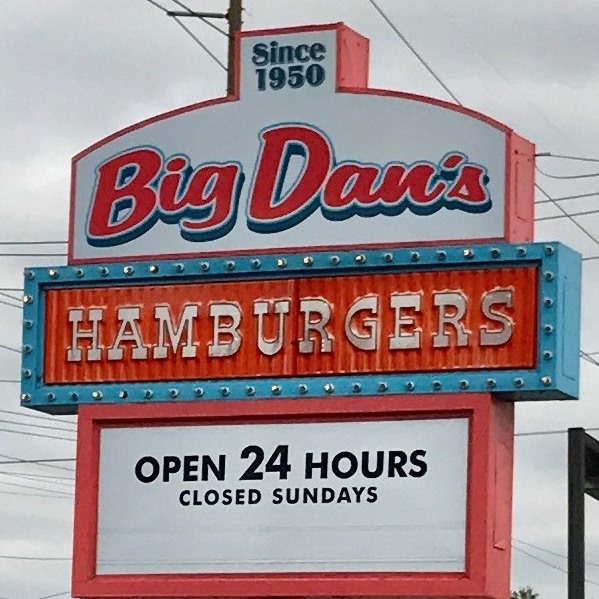 Since
1950
Big Dan's
HAMBURGERS
OPEN 24 HOURS
CLOSED SUNDAYS